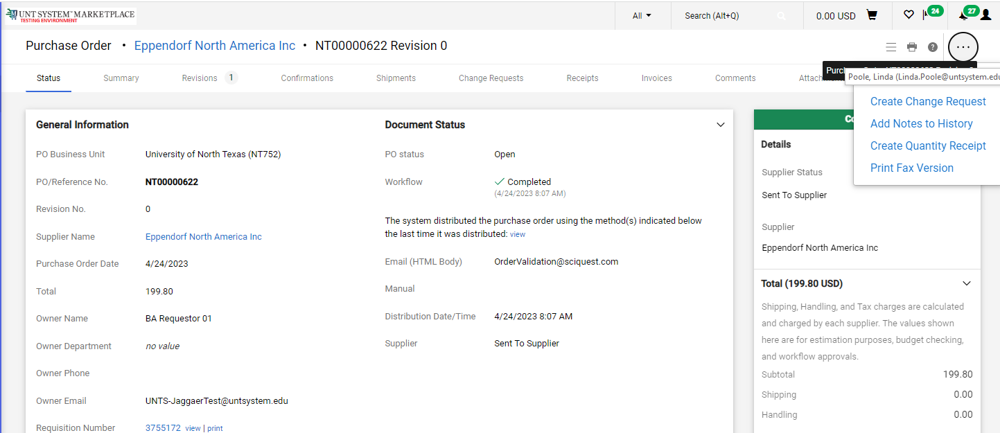 UNT SYSTEM™ MARKETPLACE
TESTING ENVIRONMENT
All
Search (Alt+Q)
0.00 USD
24
27
Purchase Order • Eppendorf North America Inc • NT00000622 Revision 0
Status
Summary
Revisions 1
Confirmations
Shipments
Change Requests
Receipts
Invoices
Comments
Poole, Linda (Linda.Poole@untsystem.edu
Create Change Request
Add Notes to History
Create Quantity Receipt
Print Fax Version
General Information
PO Business Unit University of North Texas (NT752)
PO/Reference No. NT00000622
Revision No. 0
Supplier Name Eppendorf North America Inc
Purchase Order Date 4/24/2023
Total 199.80
Owner Name BA Requestor 01
Owner Department no value
Owner Phone
Owner Email UNTS-JaggaerTest@untsystem.edu
Requisition Number 3755172 view | print
Document Status
PO status Open
Workflow Completed
(4/24/2023 8:07 AM)
The system distributed the purchase order using the method(s) indicated below
the last time it was distributed: view
Email (HTML Body) OrderValidation@sciquest.com
Manual
Distribution Date/Time 4/24/2023 8:07 AM
Supplier Sent To Supplier
Details
Supplier Status
Sent To Supplier
Supplier
Eppendorf North America Inc
Total (199.80 USD)
Shipping, Handling, and Tax charges are calculated
and charged by each supplier. The values shown
here are for estimation purposes, budget checking,
and workflow approvals.
Subtotal 199.80
Shipping 0.00
Handling 0.00